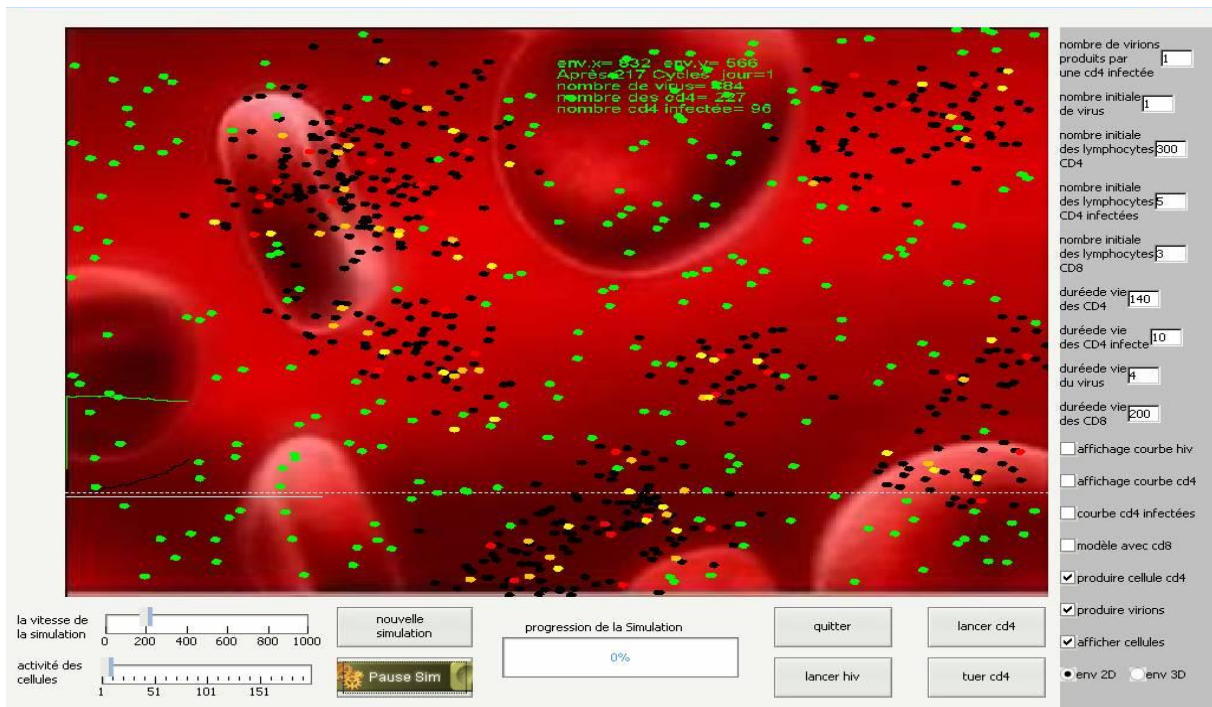 env.x= 832 env.y= 566
Après 217 Cycles jour=1
nombre de virus=
nombre des cd4= 227
nombre cd4 infectée= 96
nombre de virions
produits par
une cd4 infectée
1
nombre initiale
de virus
1
nombre initiale
des lymphocytes
CD4
300
nombre initiale
des lymphocytes
CD4 infectées
5
nombre initiale
des lymphocytes
CD8
3
duréede vie
des CD4
140
duréede vie
des CD4 infecte
10
duréede vie
du virus
4
duréede vie
des CD8
200
affichage courbe hiv
affichage courbe cd4
courbe cd4 infectées
modèle avec cd8
produire cellule cd4
produire virions
afficher cellules
env 2D env 3D
la vitesse de
la simulation
0 200 400 600 800 1000
activité des
cellules
1 51 101 151
nouvelle
simulation
Pause Sim
progression de la Simulation
0%
quitter
lancer cd4
lancer hiv
tuer cd4